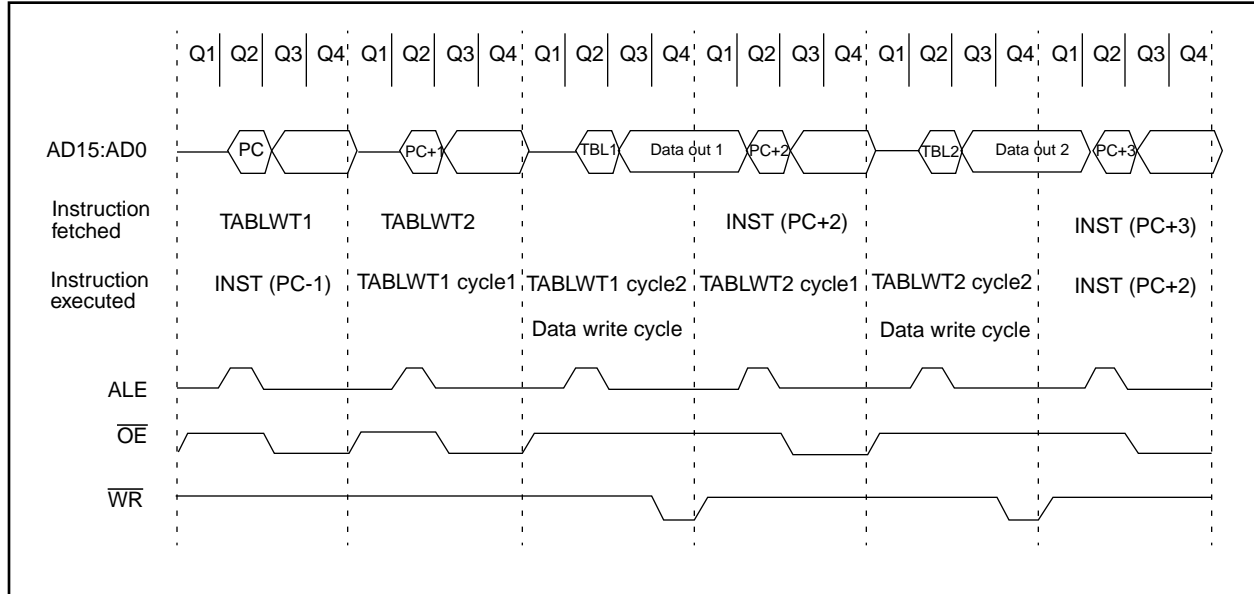 Q1 Q2 Q3 Q4 Q1 Q2 Q3 Q4 Q1 Q2 Q3 Q4 Q1 Q2 Q3 Q4 Q1 Q2 Q3 Q4 Q1 Q2 Q3 Q4
AD15:AD0 PC PC+1 TBL1 Data out 1 PC+2 TBL2 Data out 2 PC+3
Instruction
fetched TABLWT1 TABLWT2 INST (PC+2) INST (PC+3)
Instruction
executed INST (PC-1) TABLWT1 cycle1 TABLWT1 cycle2 TABLWT2 cycle1 TABLWT2 cycle2 INST (PC+2)
Data write cycle Data write cycle
ALE
OE
WR